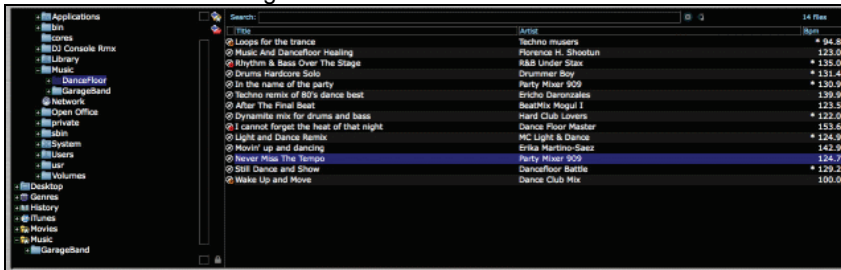 Applications
bin
cores
DJ Console Rmx
Library
Music
DanceFloor
GarageBand
Network
Open Office
private
sbin
System
Users
usr
Volumes
Desktop
Genres
History
iTunes
Movies
Music
GarageBand
Search: 14 files
Title Artist Bpm
Loops for the trance Techno musers * 94.8
Music And Dancefloor Healing Florence H. Shootun 123.0
Rhythm & Bass Over The Stage R&B Under Stax * 135.0
Drums Hardcore Solo Drummer Boy * 131.4
In the name of the party Party Mixer 909 * 130.9
Techno remix of 80's dance best Ericho Daronzales 139.9
After The Final Beat BeatMix Mogul I 123.5
Dynamite mix for drums and bass Hard Club Lovers * 122.0
I cannot forget the heat of that night Dance Floor Master 153.6
Light and Dance Remix MC Light & Dance * 124.9
Movin' up and dancing Erika Martino-Saez 142.9
Never Miss The Tempo Party Mixer 909 124.7
Still Dance and Show Dancefloor Battle * 129.2
Wake Up and Move Dance Club Mix 100.0